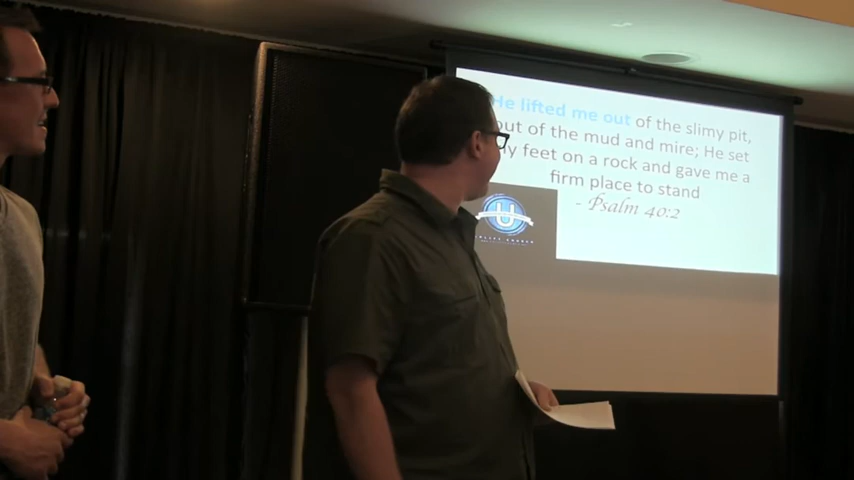 He lifted me out of the slimy pit,
out of the mud and mire; He set
feet on a rock and gave me a
firm place to stand
- Psalm 40:2
U